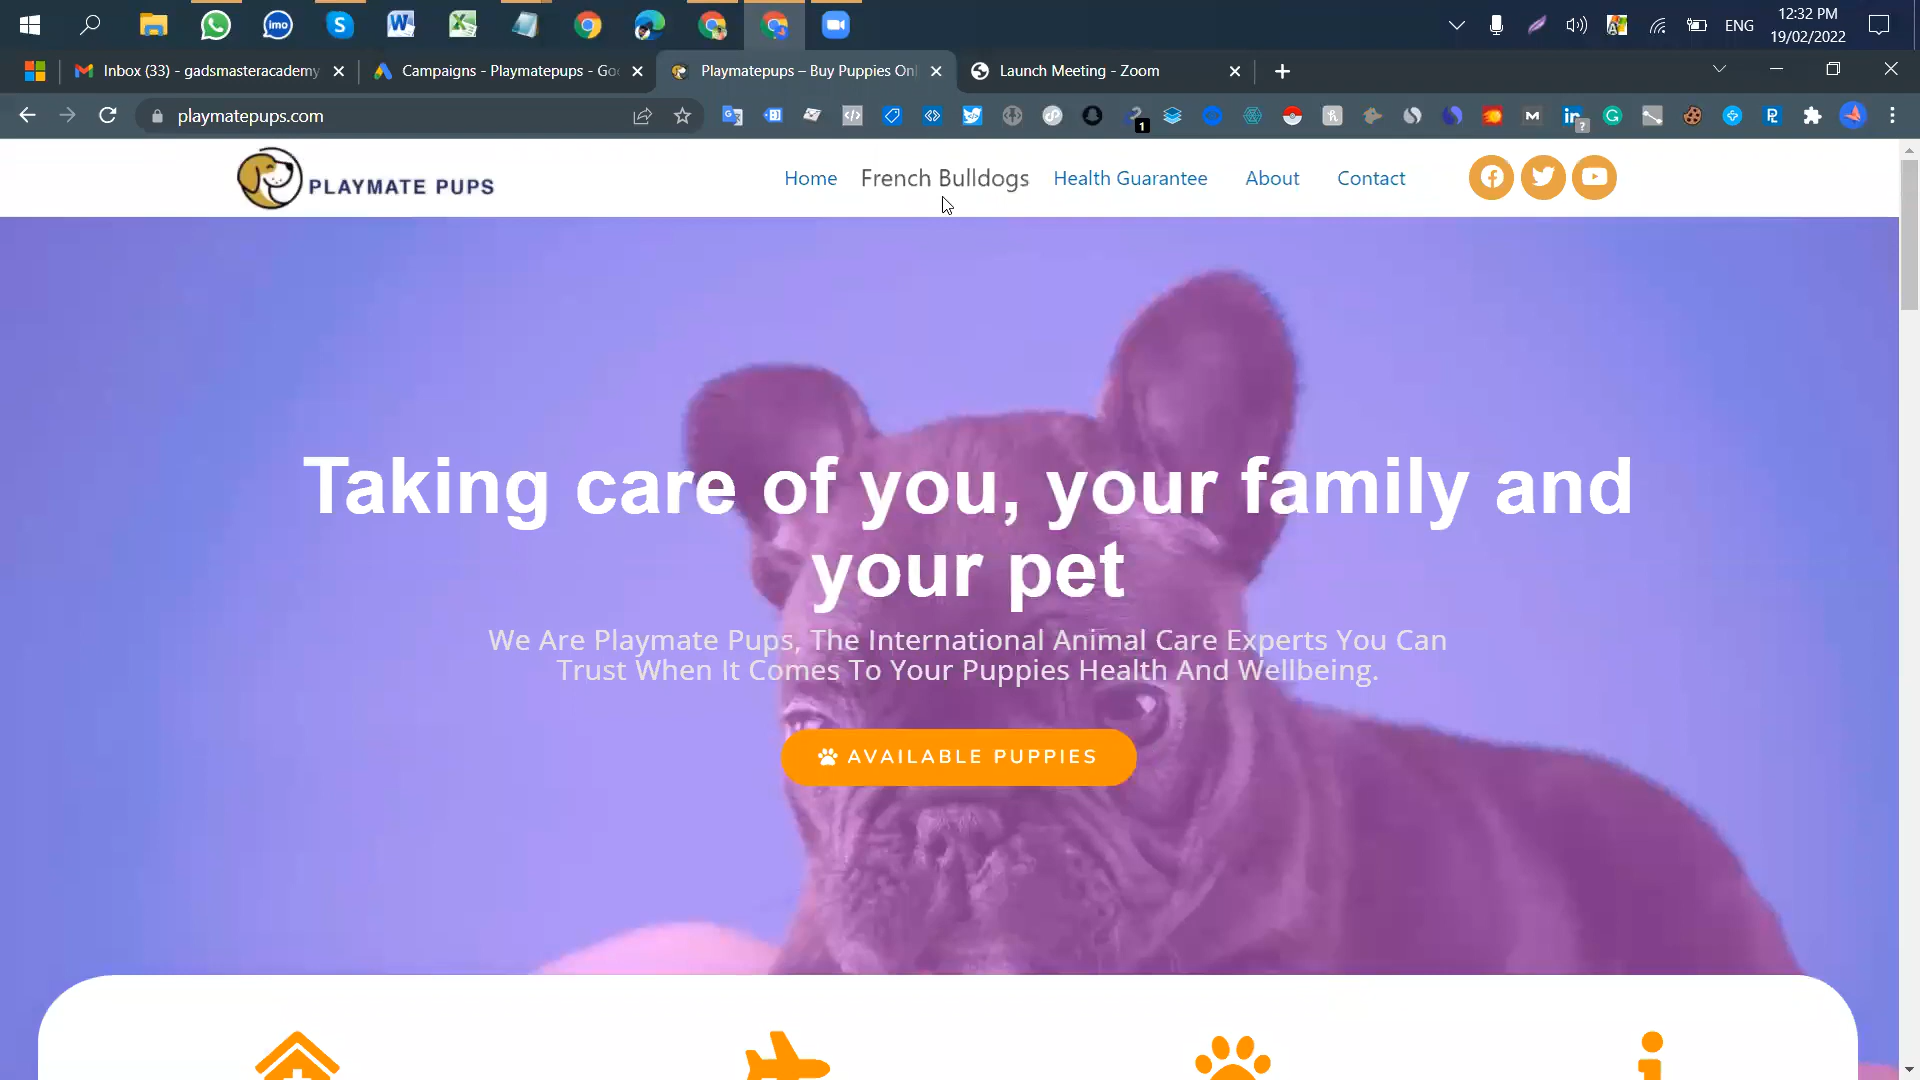 ENG
12:32 PM
19/02/2022
Inbox (33) - gadsmasteracademy
Campaigns - Playmatepups - Go
Playmatepups – Buy Puppies Onl
Launch Meeting - Zoom
playmatepups.com
1
PLAYMATE PUPS
Home
French Bulldogs
Health Guarantee
About
Contact
Taking care of you, your family and
your pet
We Are Playmate Pups, The International Animal Care Experts You Can
Trust When It Comes To Your Puppies Health And Wellbeing.
AVAILABLE PUPPIES